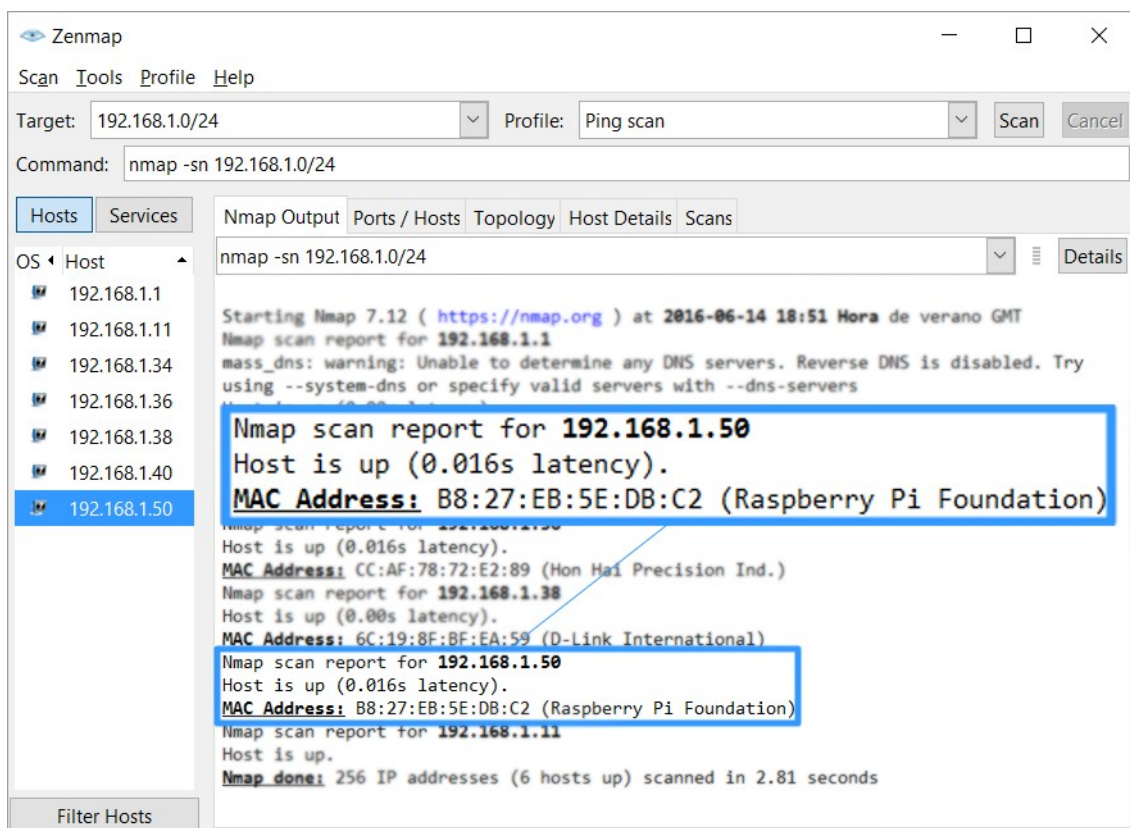 Zenmap
Scan Tools Profile Help
Target: 192.168.1.0/24 Profile: Ping scan Scan Cancel
Command: nmap -sn 192.168.1.0/24
Hosts Services
OS Host
192.168.1.1
192.168.1.11
192.168.1.34
192.168.1.36
192.168.1.38
192.168.1.40
192.168.1.50
Filter Hosts
Nmap Output Ports / Hosts Topology Host Details Scans
nmap -sn 192.168.1.0/24 Details
Starting Nmap 7.12 ( https://nmap.org ) at 2016-06-14 18:51 Hora de verano GMT
Nmap scan report for 192.168.1.1
mass_dns: warning: Unable to determine any DNS servers. Reverse DNS is disabled. Try
using --system-dns or specify valid servers with --dns-servers
Nmap scan report for 192.168.1.50
Host is up (0.016s latency).
MAC Address: B8:27:EB:5E:DB:C2 (Raspberry Pi Foundation)
Nmap scan report for
Host is up (0.016s latency).
MAC Address: CC:AF:78:72:E2:89 (Hon Hai Precision Ind.)
Nmap scan report for 192.168.1.38
Host is up (0.00s latency).
MAC Address: 6C:19:8F:BF:EA:59 (D-Link International)
Nmap scan report for 192.168.1.50
Host is up (0.016s latency).
MAC Address: B8:27:EB:5E:DB:C2 (Raspberry Pi Foundation)
Nmap scan report for 192.168.1.11
Host is up.
Nmap done: 256 IP addresses (6 hosts up) scanned in 2.81 seconds